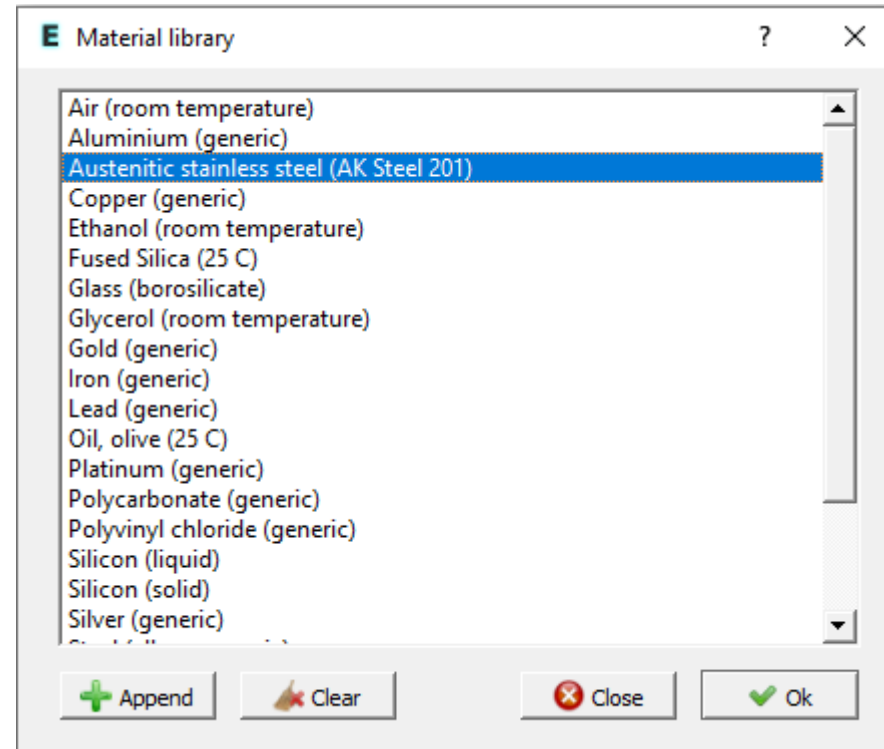 E Material library ?
Air (room temperature)
Aluminium (generic)
Austenitic stainless steel (AK Steel 201)
Copper (generic)
Ethanol (room temperature)
Fused Silica (25 C)
Glass (borosilicate)
Glycerol (room temperature)
Gold (generic)
Iron (generic)
Lead (generic)
Oil, olive (25 C)
Platinum (generic)
Polycarbonate (generic)
Polyvinyl chloride (generic)
Silicon (liquid)
Silicon (solid)
Silver (generic)
Append Clear Close Ok